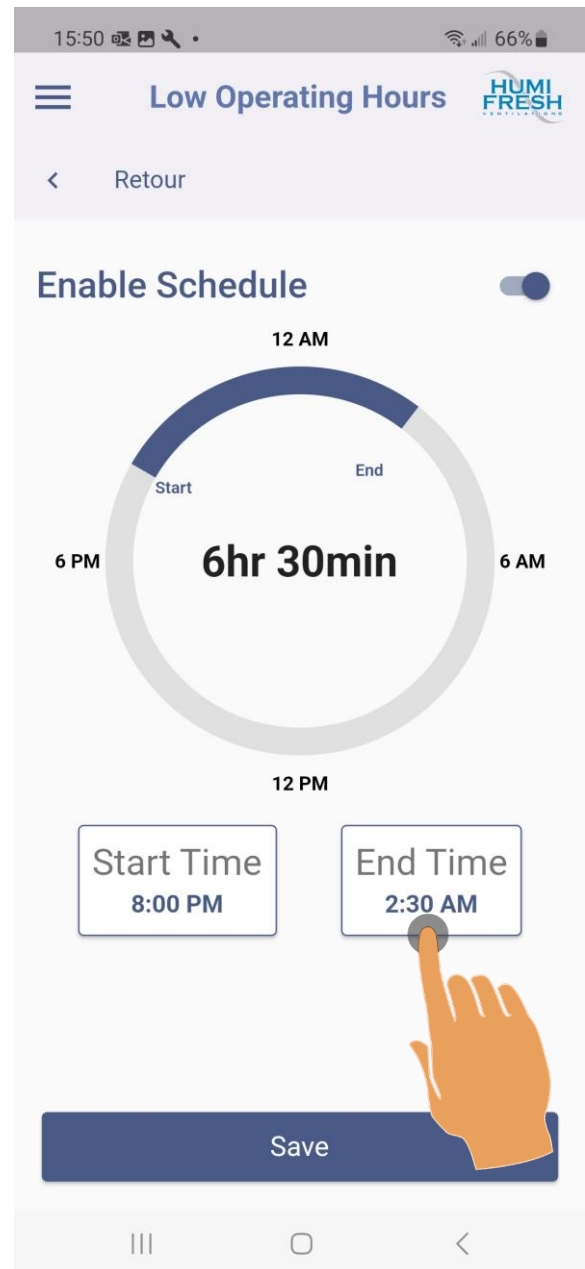 15:50 66%
Low Operating Hours
HUMI
FRESH
VENTILATIONS
< Retour
Enable Schedule
12 AM
Start
End
6 PM
6hr 30min
6 AM
12 PM
Start Time
8:00 PM
End Time
2:30 AM
Save